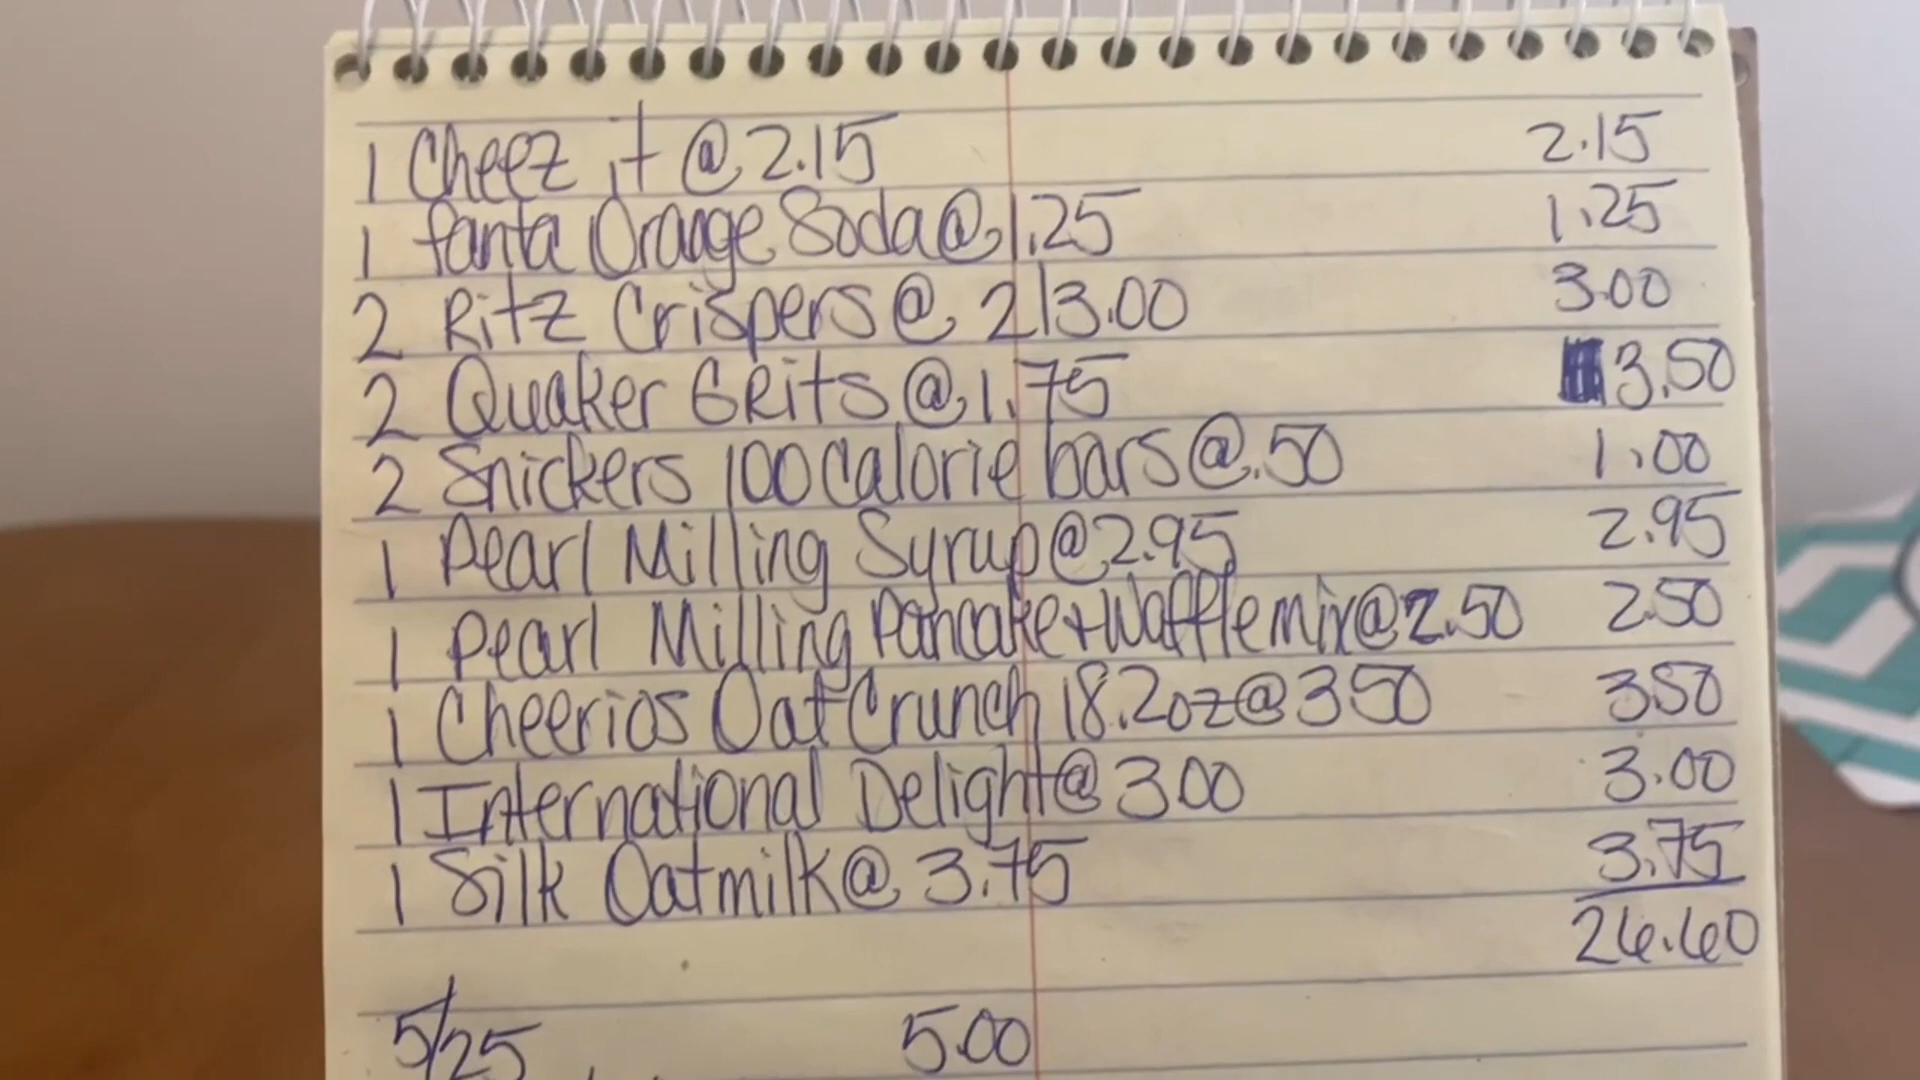 1 Cheez it @ 2.15 2.15
1 fanta Orange Soda @ 1.25 1.25
2 Ritz Crispers @ 2/3.00 3.00
2 Quaker Grits @ 1.75 3.50
2 Snickers 100 Calorie bars @ .50 1.00
1 Pearl Milling Syrup @ 2.95 2.95
1 Pearl Milling Pancake + Waffle mix @ 2.50 2.50
1 Cheerios Oat Crunch 18.2oz @ 3.50 3.50
1 International Delight @ 3.00 3.00
1 Silk Oatmilk @ 3.75 3.75
26.60
5/25 5.00